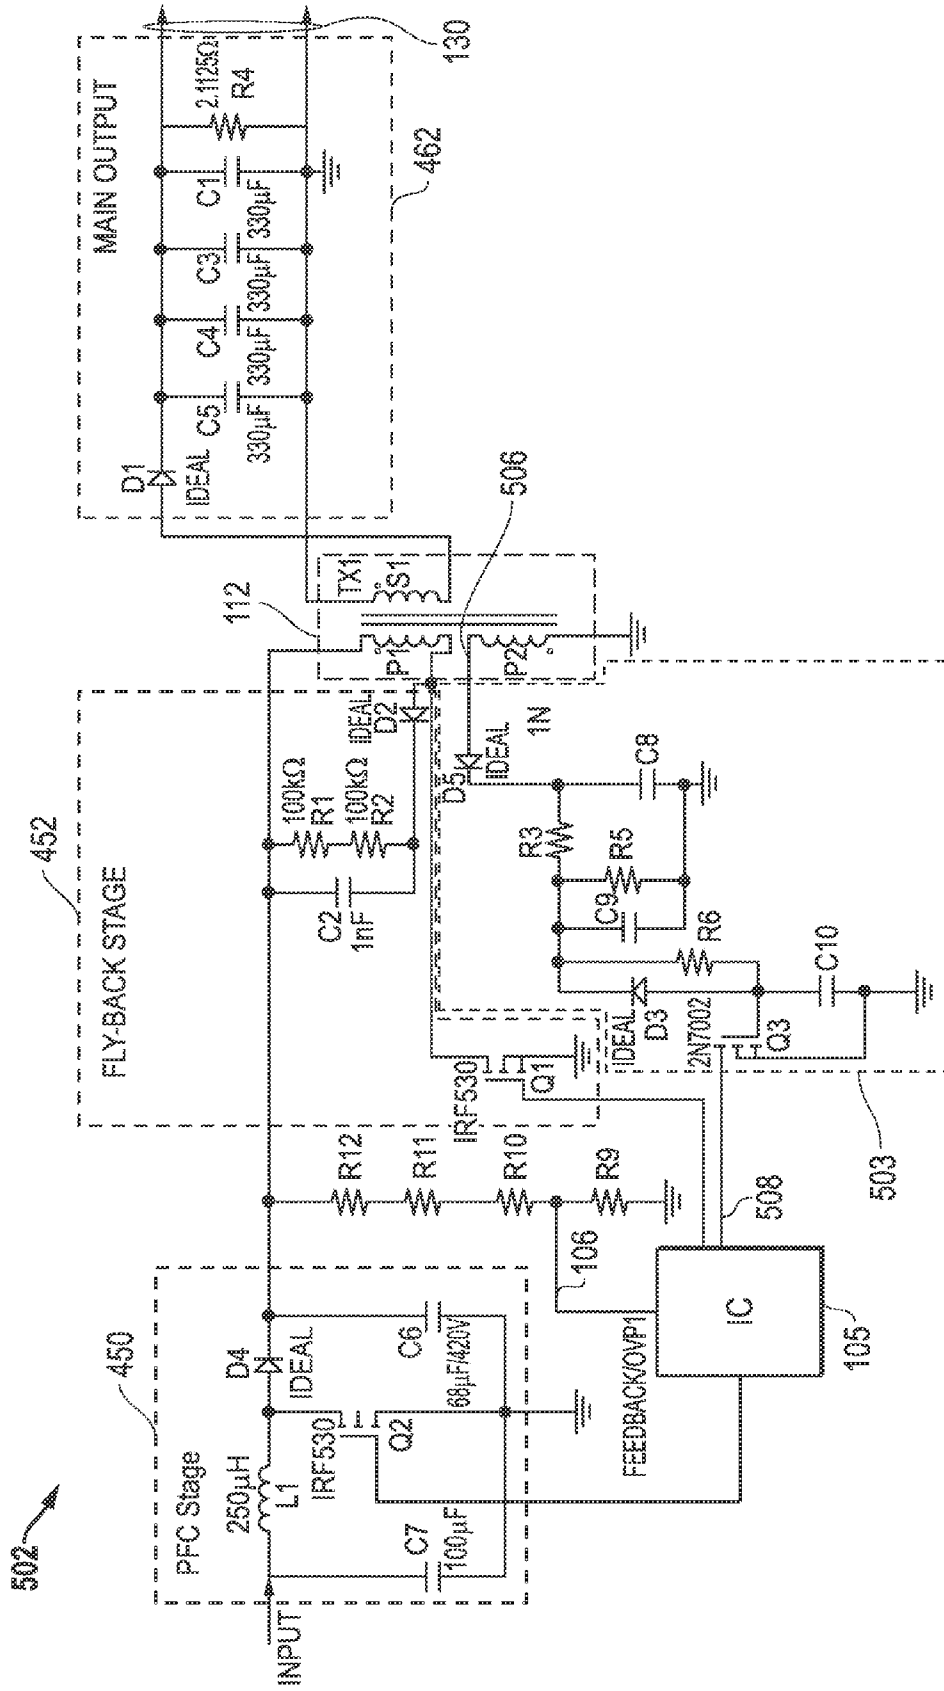 502
PFC Stage
450
INPUT
250µH
L1
D4
IDEAL
IRF530
Q2
C7
100µF
C6
68µF/420V
FEEDBACK/OVP1
106
IC
105
508
R12
R11
R10
R9
452
FLY-BACK STAGE
100kΩ
R1
100kΩ
R2
C2
1nF
IDEAL
D2
IRF530
Q1
112
TX1
P1
S1
P2
506
1N
D5
IDEAL
R3
C8
R5
C9
R6
IDEAL
D3
C10
2N7002
Q3
503
MAIN OUTPUT
D1
IDEAL
C5
330µF
C4
330µF
C3
330µF
C1
330µF
2.1125Ω
R4
462
130